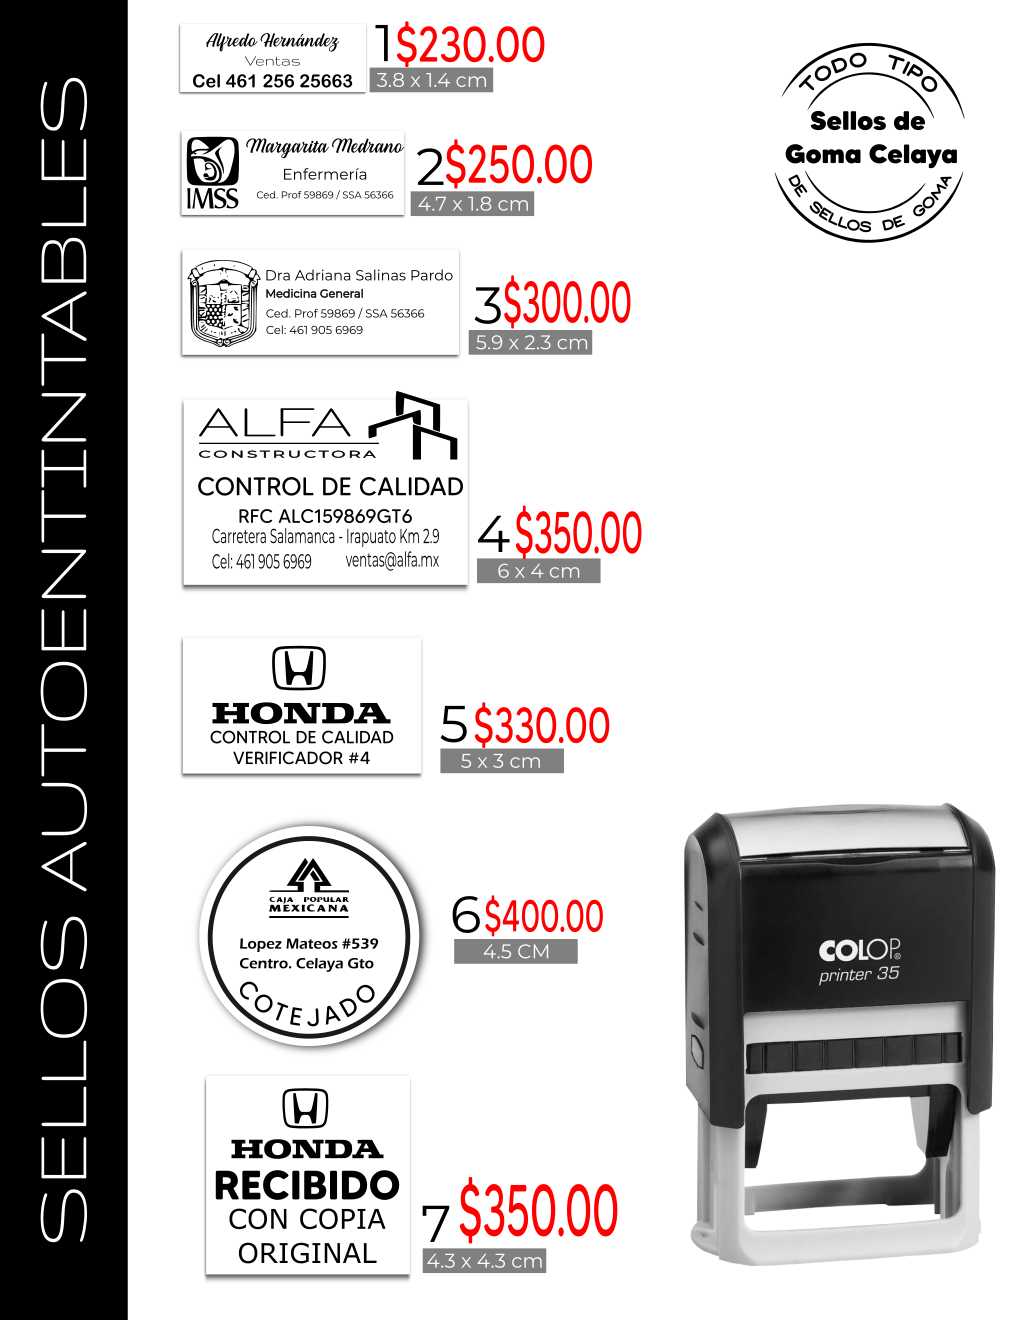 SELLOS AUTOENTINTABLES
Alfredo Hernández
Ventas
Cel 461 256 25663
1 $230.00
3.8 x 1.4 cm
TODO TIPO
Sellos de
Goma Celaya
DE SELLOS DE GOMA
IMSS
Margarita Medrano
Enfermería
Ced. Prof 59869 / SSA 56366
2 $250.00
4.7 x 1.8 cm
Dra Adriana Salinas Pardo
Medicina General
Ced. Prof 59869 / SSA 56366
Cel: 461 905 6969
3 $300.00
5.9 x 2.3 cm
ALFA
CONSTRUCTORA
CONTROL DE CALIDAD
RFC ALC159869GT6
Carretera Salamanca - Irapuato Km 2.9
Cel: 461 905 6969 ventas@alfa.mx
4 $350.00
6 x 4 cm
HONDA
CONTROL DE CALIDAD
VERIFICADOR #4
5 $330.00
5 x 3 cm
CAJA POPULAR
MEXICANA
Lopez Mateos #539
Centro. Celaya Gto
COTEJADO
6 $400.00
4.5 CM
COLOP®
printer 35
HONDA
RECIBIDO
CON COPIA
ORIGINAL
7 $350.00
4.3 x 4.3 cm